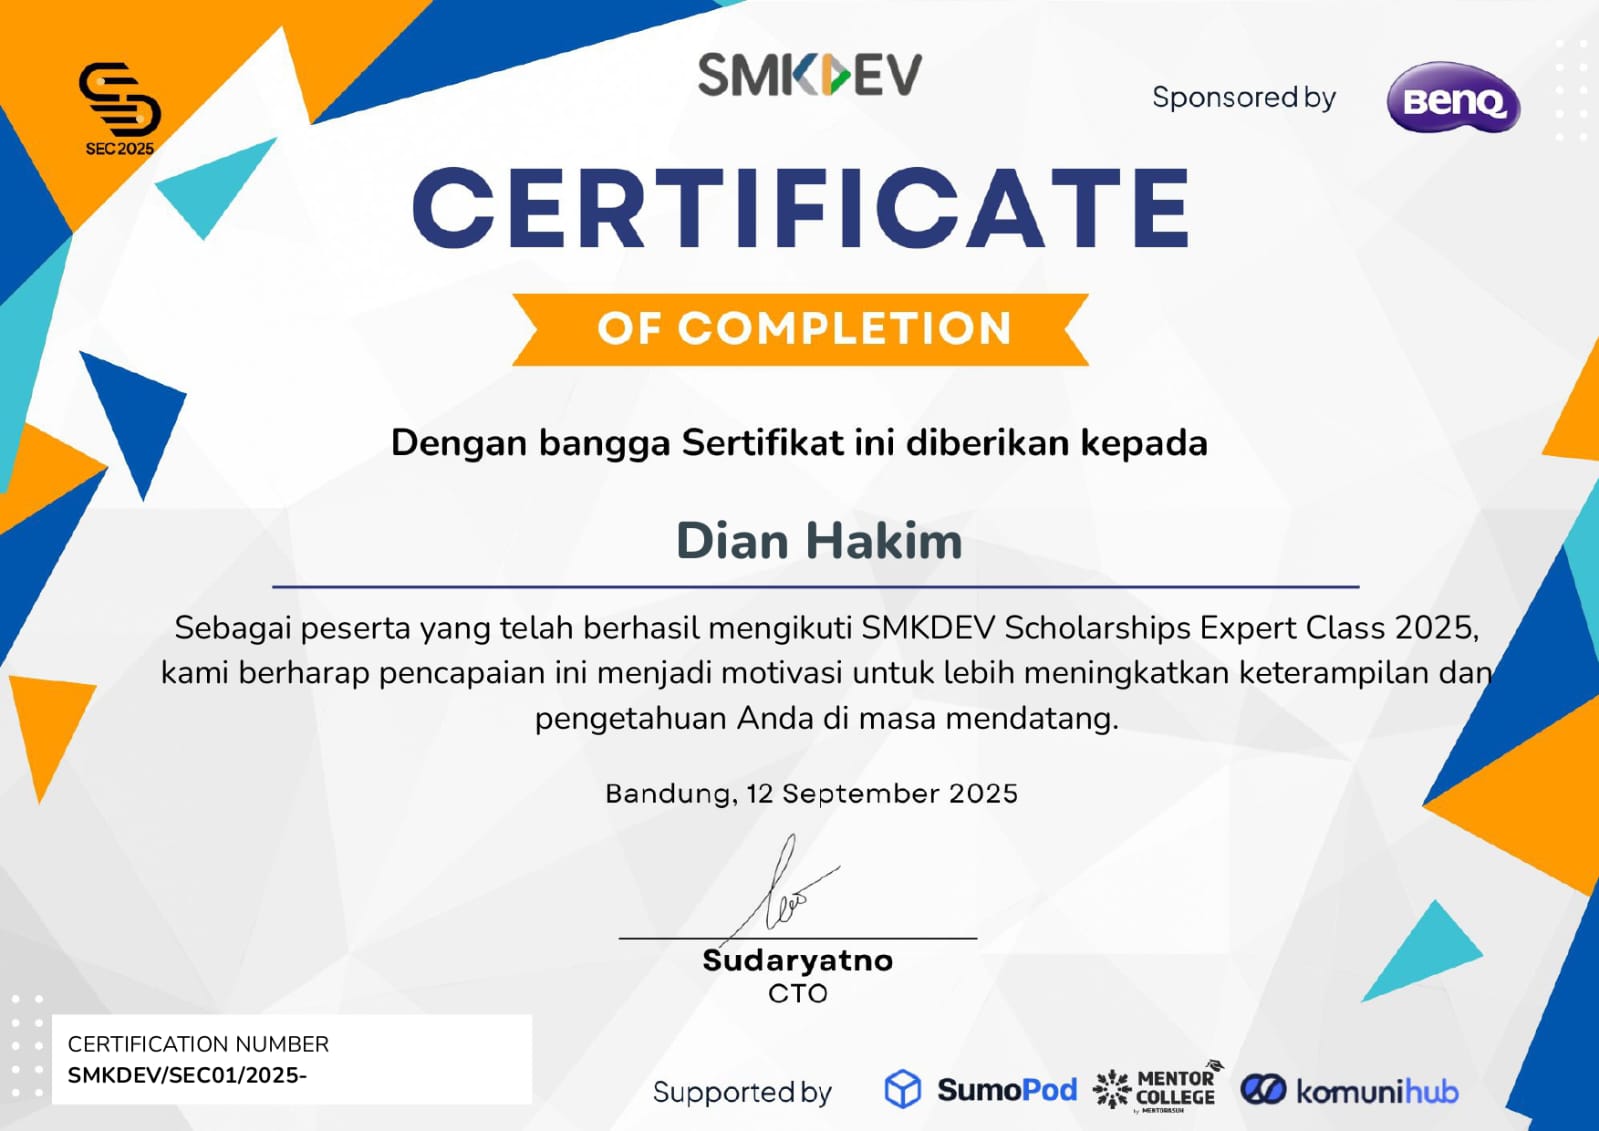 SEC2025
SMKDEV
Sponsored by
BenQ
CERTIFICATE
OF COMPLETION
Dengan bangga Sertifikat ini diberikan kepada
Dian Hakim
Sebagai peserta yang telah berhasil mengikuti SMKDEV Scholarships Expert Class 2025,
kami berharap pencapaian ini menjadi motivasi untuk lebih meningkatkan keterampilan dan
pengetahuan Anda di masa mendatang.
Bandung, 12 September 2025
Sudaryatno
CTO
CERTIFICATION NUMBER
SMKDEV/SEC01/2025-
Supported by
SumoPod
MENTOR
COLLEGE
by MENTORASUH
komunihub